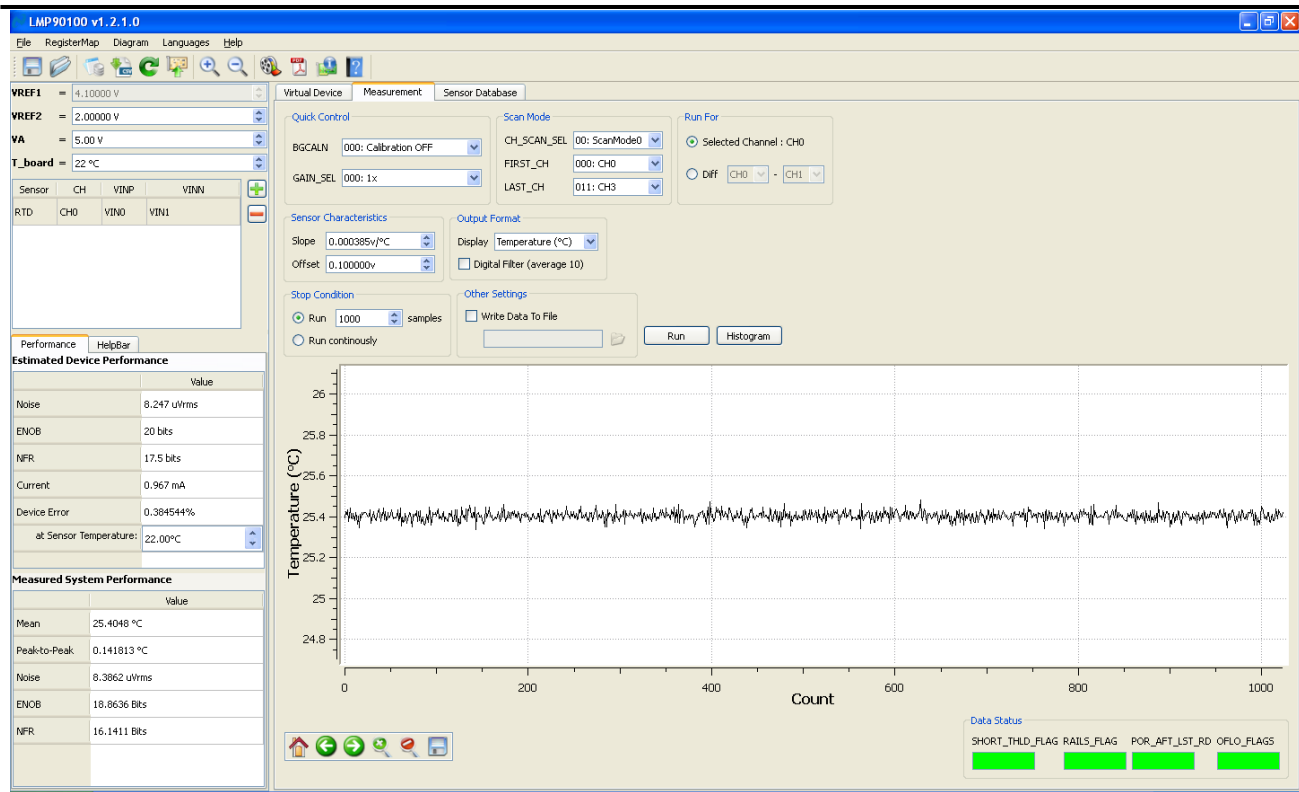 LMP90100 v1.2.1.0
File RegisterMap Diagram Languages Help
VREF1 = 4.10000 V
VREF2 = 2.00000 V
VA = 5.00 V
T_board = 22 °C
Sensor CH VINP VINN
RTD CH0 VIN0 VIN1
Performance HelpBar
Estimated Device Performance
Value
Noise 8.247 uVrms
ENOB 20 bits
NFR 17.5 bits
Current 0.967 mA
Device Error 0.384544%
at Sensor Temperature: 22.00°C
Measured System Performance
Value
Mean 25.4048 °C
Peak-to-Peak 0.141813 °C
Noise 8.3862 uVrms
ENOB 18.8636 Bits
NFR 16.1411 Bits
Virtual Device Measurement Sensor Database
Quick Control
BGCALN 000: Calibration OFF
GAIN_SEL 000: 1x
Scan Mode
CH_SCAN_SEL 00: ScanMode0
FIRST_CH 000: CH0
LAST_CH 011: CH3
Run For
Selected Channel : CH0
Diff CH0 - CH1
Sensor Characteristics
Slope 0.000385v/°C
Offset 0.100000v
Output Format
Display Temperature (°C)
Digital Filter (average 10)
Stop Condition
Run 1000 samples
Run continously
Other Settings
Write Data To File
Run Histogram
Temperature (°C)
26
25.8
25.6
25.4
25.2
25
24.8
0 200 400 600 800 1000
Count
Data Status
SHORT_THLD_FLAG RAILS_FLAG POR_AFT_LST_RD OFLO_FLAGS